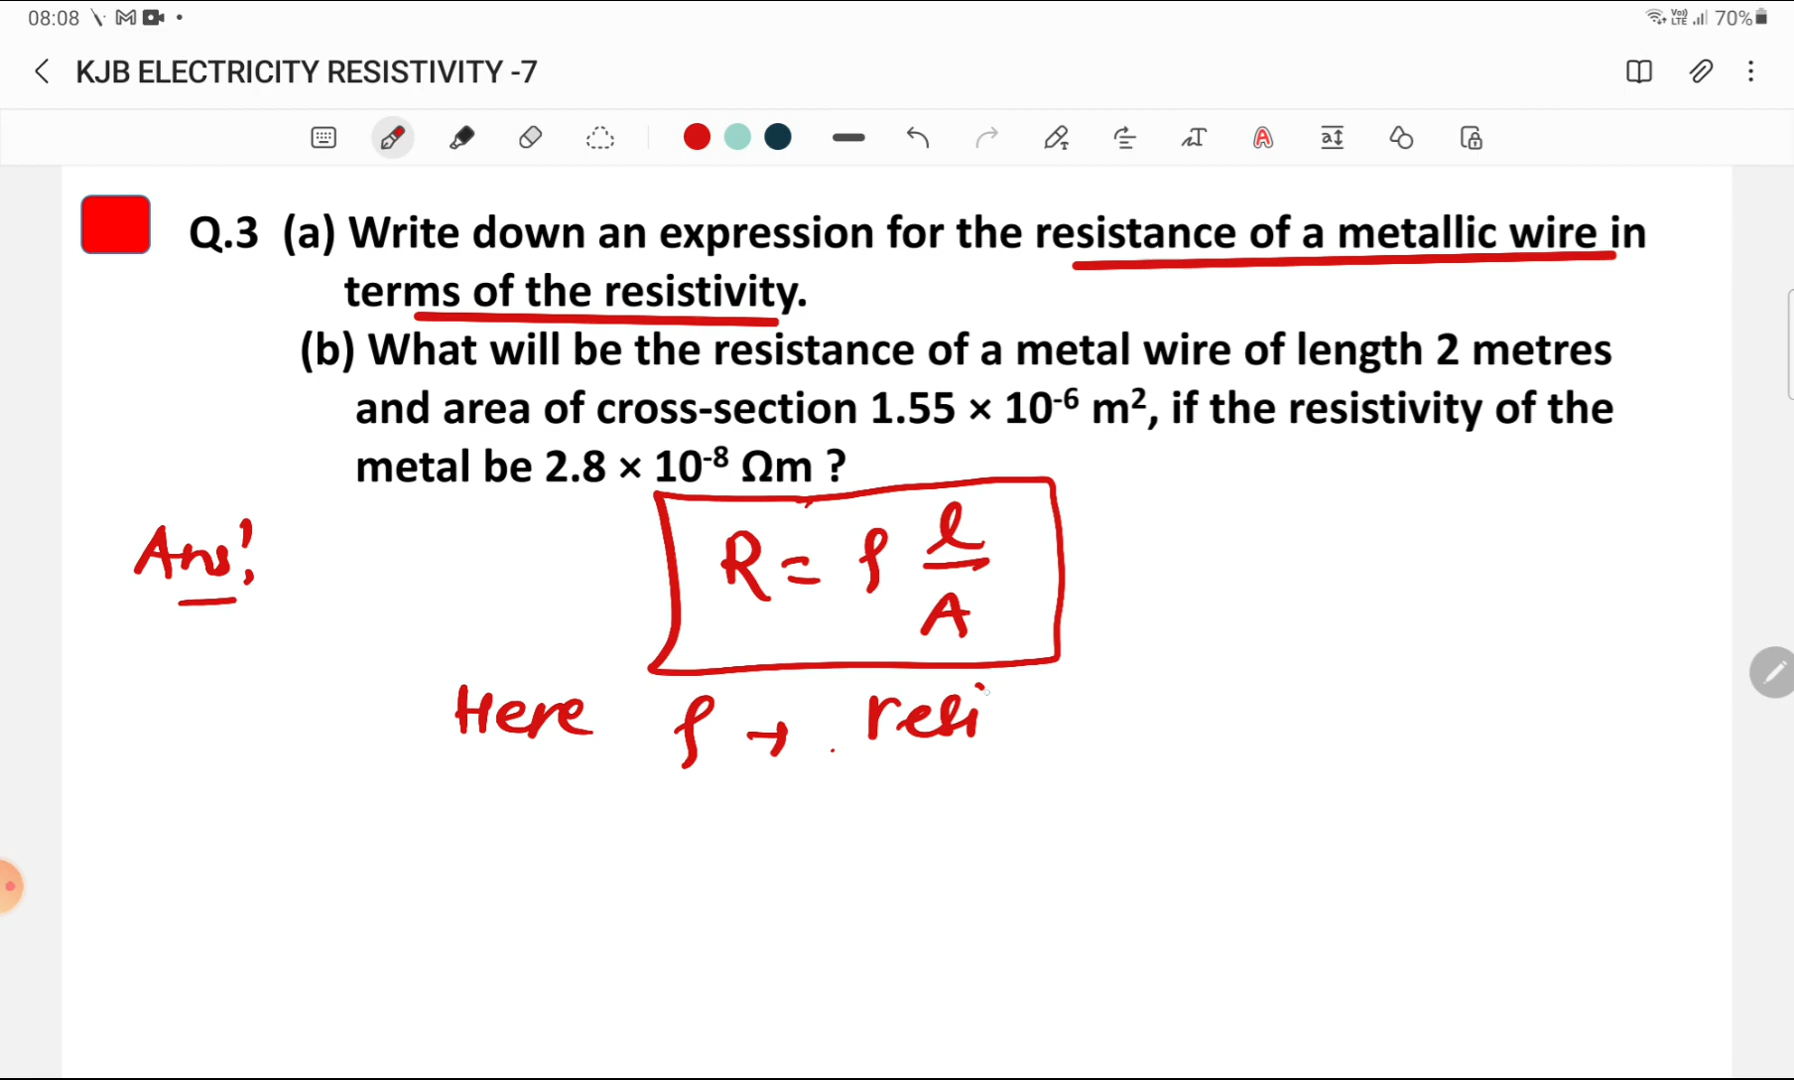 08:08
Vo)) LTE 70%
KJB ELECTRICITY RESISTIVITY -7
Q.3 (a) Write down an expression for the resistance of a metallic wire in
terms of the resistivity.
(b) What will be the resistance of a metal wire of length 2 metres
and area of cross-section 1.55 × 10⁻⁶ m², if the resistivity of the
metal be 2.8 × 10⁻⁸ Ωm ?
Ans:
R = ρ l/A
Here ρ → resi